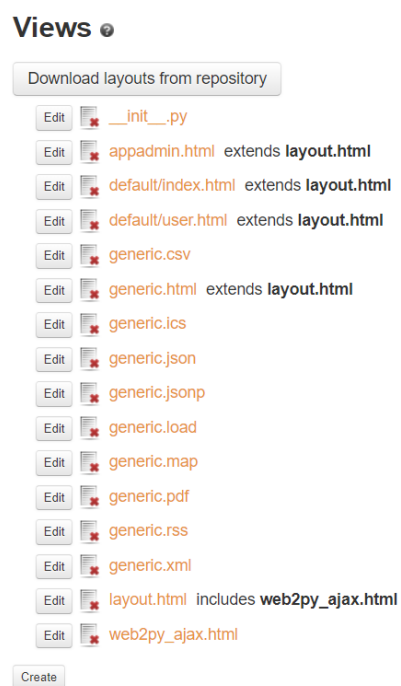 Views ?
Download layouts from repository
Edit __init__.py
Edit appadmin.html extends layout.html
Edit default/index.html extends layout.html
Edit default/user.html extends layout.html
Edit generic.csv
Edit generic.html extends layout.html
Edit generic.ics
Edit generic.json
Edit generic.jsonp
Edit generic.load
Edit generic.map
Edit generic.pdf
Edit generic.rss
Edit generic.xml
Edit layout.html includes web2py_ajax.html
Edit web2py_ajax.html
Create